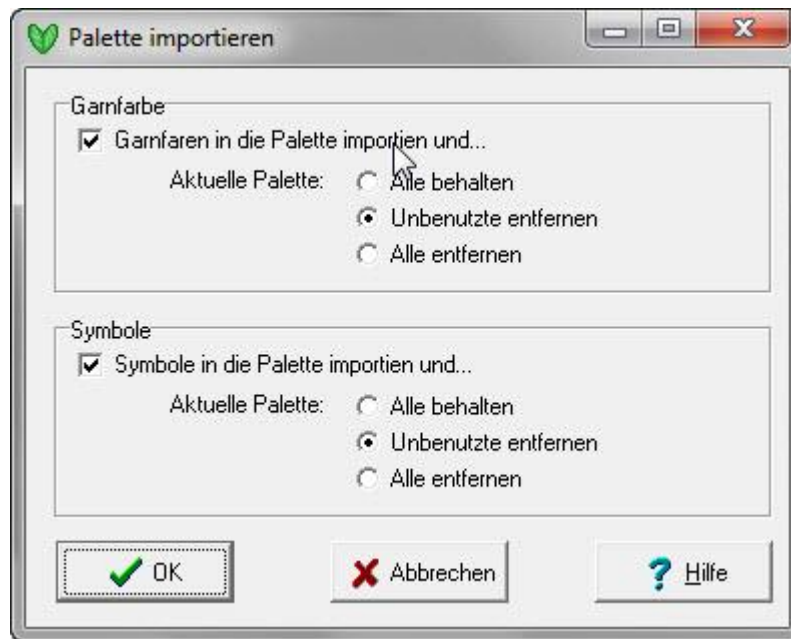 Palette importieren
Garnfarbe
Garnfaren in die Palette importien und...
Aktuelle Palette:
Alle behalten
Unbenutzte entfernen
Alle entfernen
Symbole
Symbole in die Palette importien und...
Aktuelle Palette:
Alle behalten
Unbenutzte entfernen
Alle entfernen
OK
Abbrechen
Hilfe